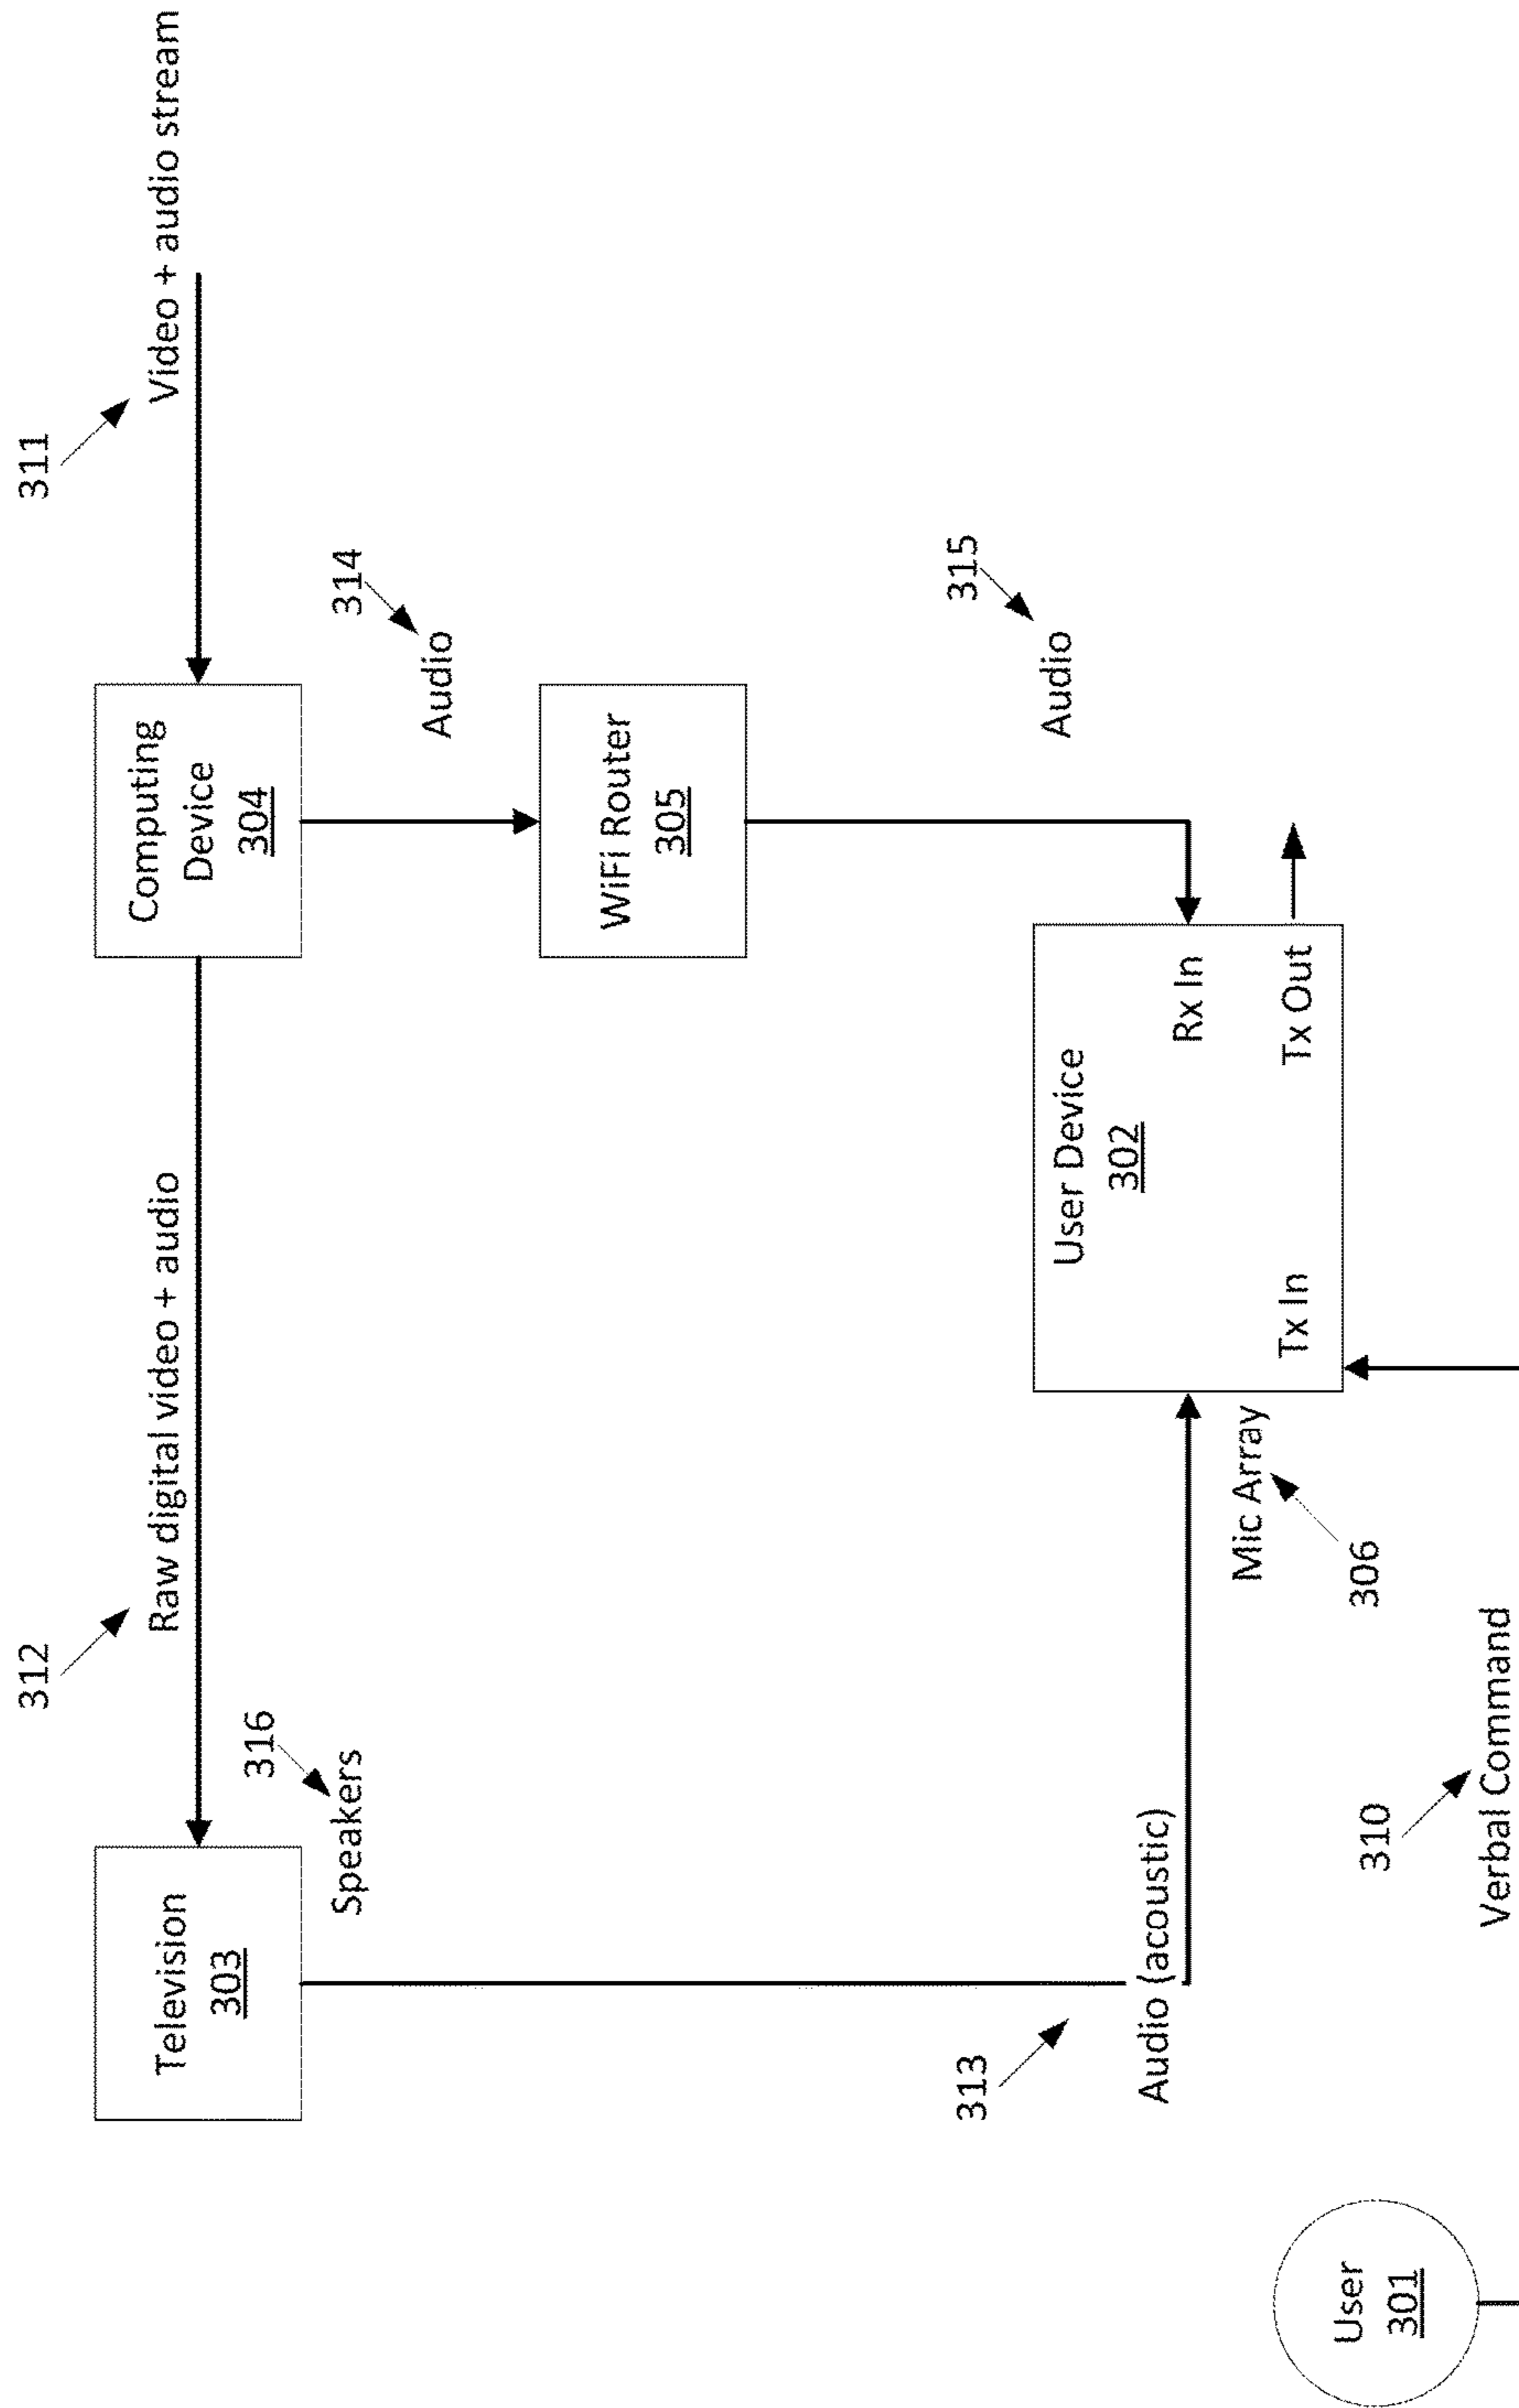 311
Video + audio stream
312
Raw digital video + audio
Computing
Device
304
Television
303
316
Speakers
314
Audio
WiFi Router
305
315
Audio
313
Audio (acoustic)
User Device
302
Rx In
Tx In
Tx Out
Mic Array
306
310
Verbal Command
User
301